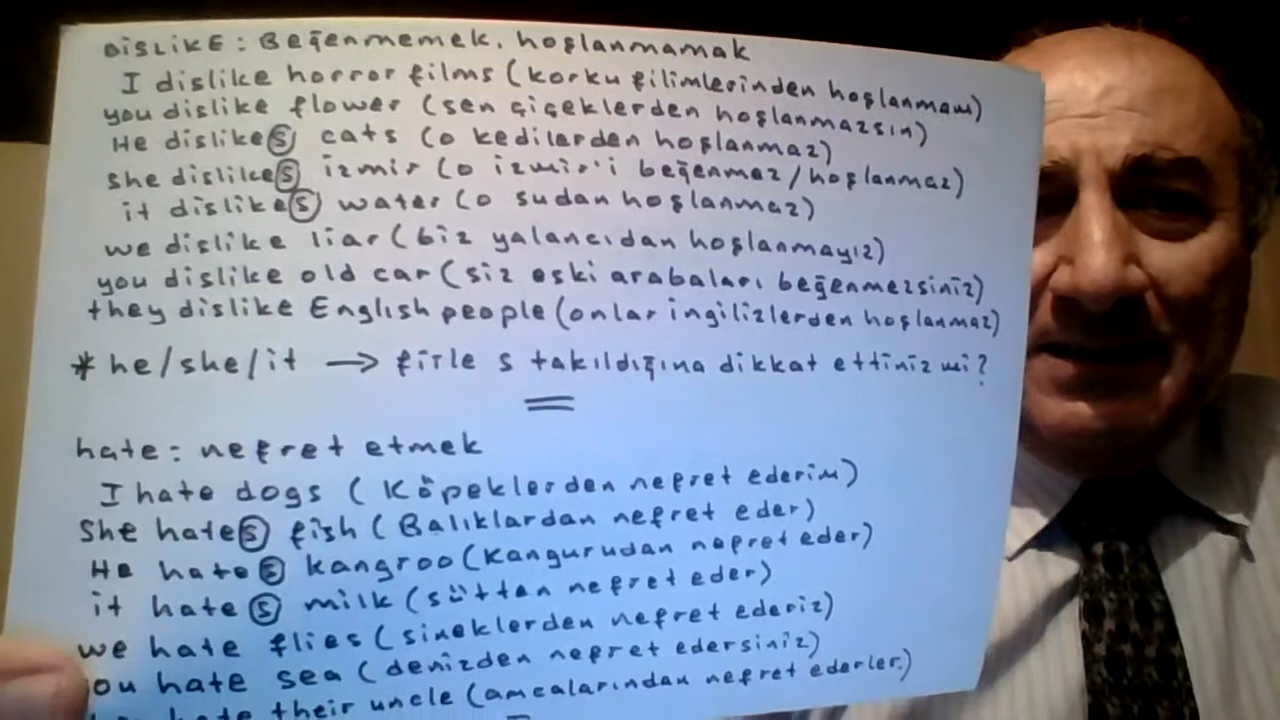 DISLIKE: Beğenmemek, hoşlanmamak
I dislike horror films (korku filimlerinden hoşlanmam)
you dislike flower (sen çiçeklerden hoşlanmazsın)
He dislikes cats (o kedilerden hoşlanmaz)
she dislikes izmir (o izmir'i beğenmez/hoşlanmaz)
it dislikes water (o sudan hoşlanmaz)
we dislike liar (biz yalancıdan hoşlanmayız)
you dislike old car (siz eski arabaları beğenmezsiniz)
they dislike English people (onlar ingilizlerden hoşlanmaz)
* he/she/it → fiile s takıldığına dikkat ettiniz mi?
hate: nefret etmek
I hate dogs (Köpeklerden nefret ederim)
She hates fish (Balıklardan nefret eder)
He hates kangroo (kangurudan nefret eder)
it hates milk (sütten nefret eder)
we hate flies (sineklerden nefret ederiz)
ou hate sea (denizden nefret edersiniz)
hate their uncle (amcalarından nefret ederler.)